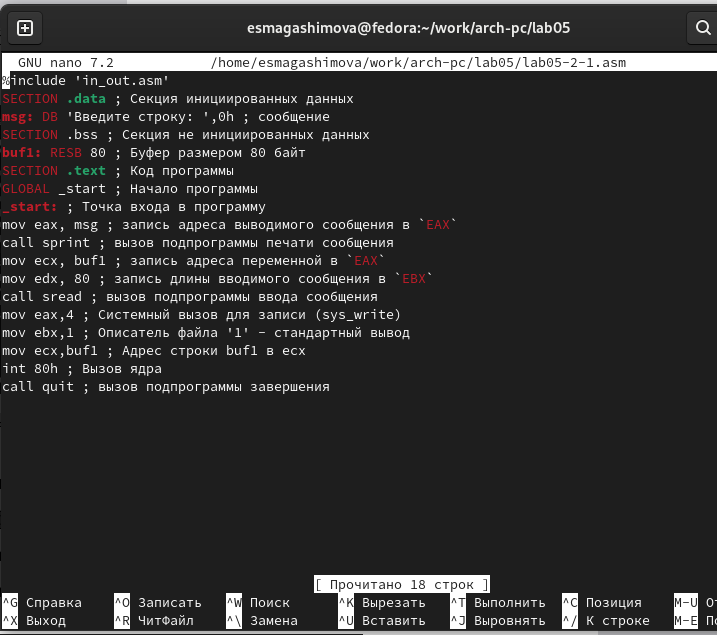 esmagashimova@fedora:~/work/arch-pc/lab05
GNU nano 7.2 /home/esmagashimova/work/arch-pc/lab05/lab05-2-1.asm
%include 'in_out.asm'
SECTION .data ; Секция инициированных данных
msg: DB 'Введите строку: ',0h ; сообщение
SECTION .bss ; Секция не инициированных данных
buf1: RESB 80 ; Буфер размером 80 байт
SECTION .text ; Код программы
GLOBAL _start ; Начало программы
_start: ; Точка входа в программу
mov eax, msg ; запись адреса выводимого сообщения в `EAX`
call sprint ; вызов подпрограммы печати сообщения
mov ecx, buf1 ; запись адреса переменной в `EAX`
mov edx, 80 ; запись длины вводимого сообщения в `EBX`
call sread ; вызов подпрограммы ввода сообщения
mov eax,4 ; Системный вызов для записи (sys_write)
mov ebx,1 ; Описатель файла '1' - стандартный вывод
mov ecx,buf1 ; Адрес строки buf1 в ecx
int 80h ; Вызов ядра
call quit ; вызов подпрограммы завершения
[ Прочитано 18 строк ]
^G Справка ^O Записать ^W Поиск ^K Вырезать ^T Выполнить ^C Позиция M-U
^X Выход ^R ЧитФайл ^\ Замена ^U Вставить ^J Выровнять ^/ К строке M-E